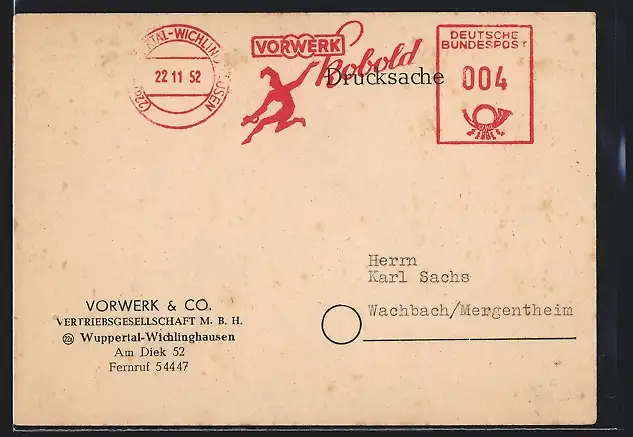 WUPPERTAL-WICHLINGHAUSEN
22 11 52
VORWERK
Kobold
Drucksache
DEUTSCHE
BUNDESPOST
004
Herrn
Karl Sachs
Wachbach/Mergentheim
VORWERK & CO.
VERTRIEBSGESELLSCHAFT M. B. H.
22a Wuppertal-Wichlinghausen
Am Diek 52
Fernruf 54447